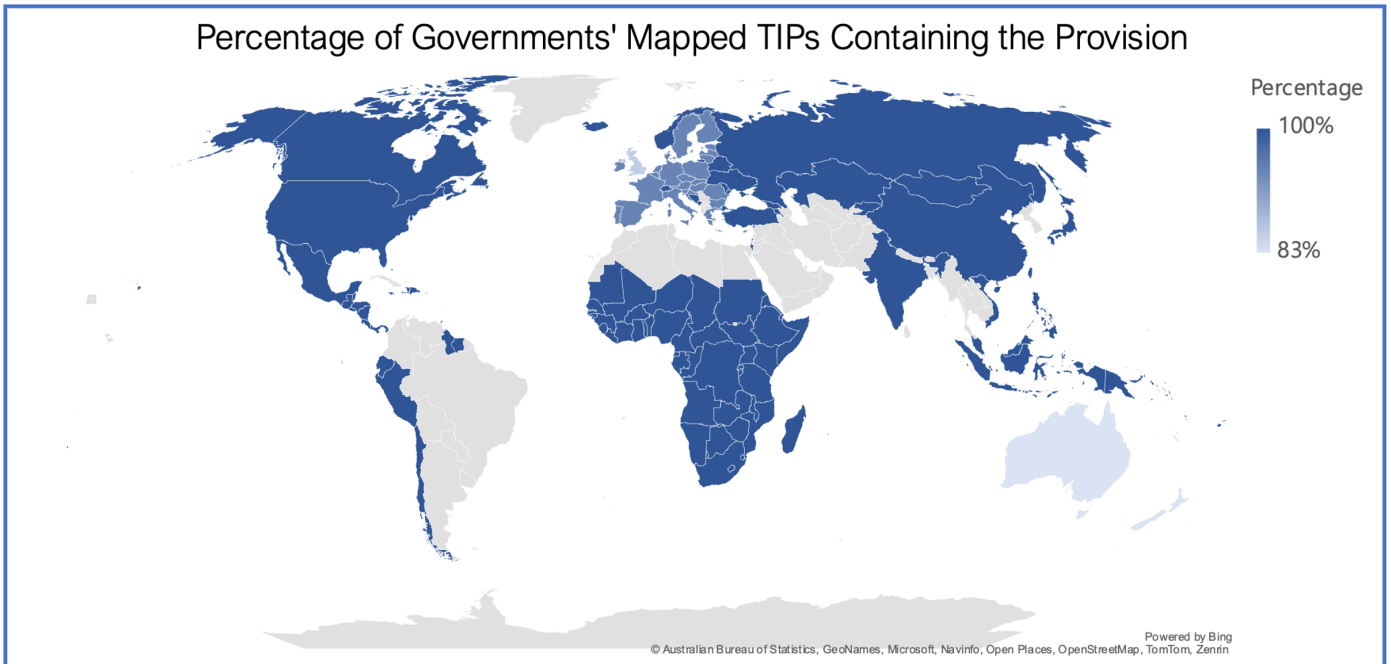 Percentage of Governments' Mapped TIPs Containing the Provision
Percentage
100%
83%
Powered by Bing
© Australian Bureau of Statistics, GeoNames, Microsoft, Navinfo, Open Places, OpenStreetMap, TomTom, Zenrin